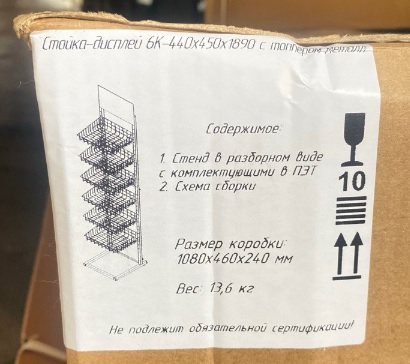 Стойка-дисплей 6К-440х450х1890 с топпером металл.
Содержимое:
1. Стенд в разборном виде
с комплектующими в ПЭТ
2. Схема сборки
10
Размер коробки:
1080х460х240 мм
Вес: 13,6 кг
Не подлежит обязательной сертификации!